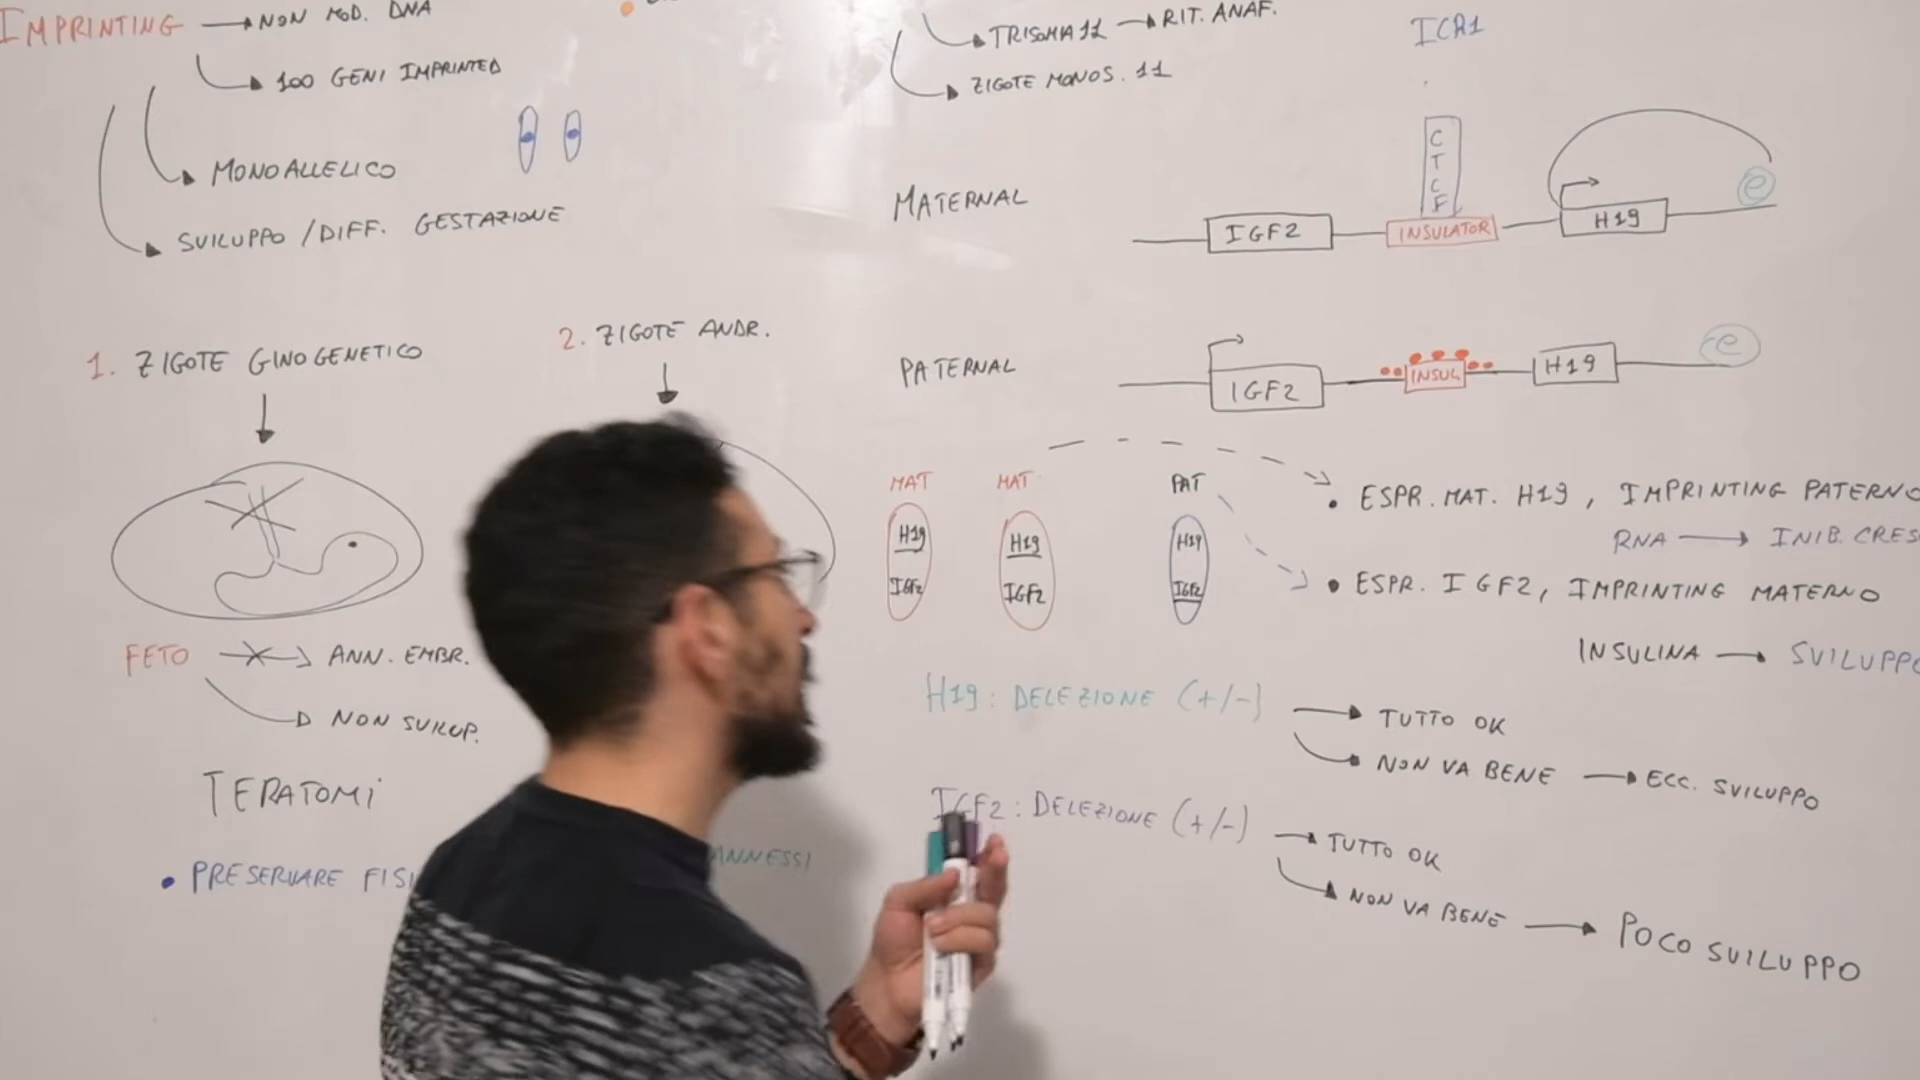 IMPRINTING → NON MOD. DNA
100 GENI IMPRINTED
MONOALLELICO
SVILUPPO / DIFF. GESTAZIONE
1. ZIGOTE GINOGENETICO
2. ZIGOTE ANDR.
FETO → ANN. EMBR.
NON SVILUP.
TERATOMI
• PRESERVARE FISI
ANNESSI
TRISOMIA 11 → RIT. ANAF.
ZIGOTE MONOS. 11
ICR1
MATERNAL
IGF2
CTCF
INSULATOR
H19
e
PATERNAL
IGF2
INSUL
H19
e
MAT
H19
IGF2
MAT
H19
IGF2
PAT
H19
IGF2
• ESPR. MAT. H19, IMPRINTING PATERNO
RNA → INIB. CRES
• ESPR. IGF2, IMPRINTING MATERNO
INSULINA → SVILUPPO
H19: DELEZIONE (+/-) → TUTTO OK
NON VA BENE → ECC. SVILUPPO
IGF2: DELEZIONE (+/-) → TUTTO OK
NON VA BENE → POCO SVILUPPO